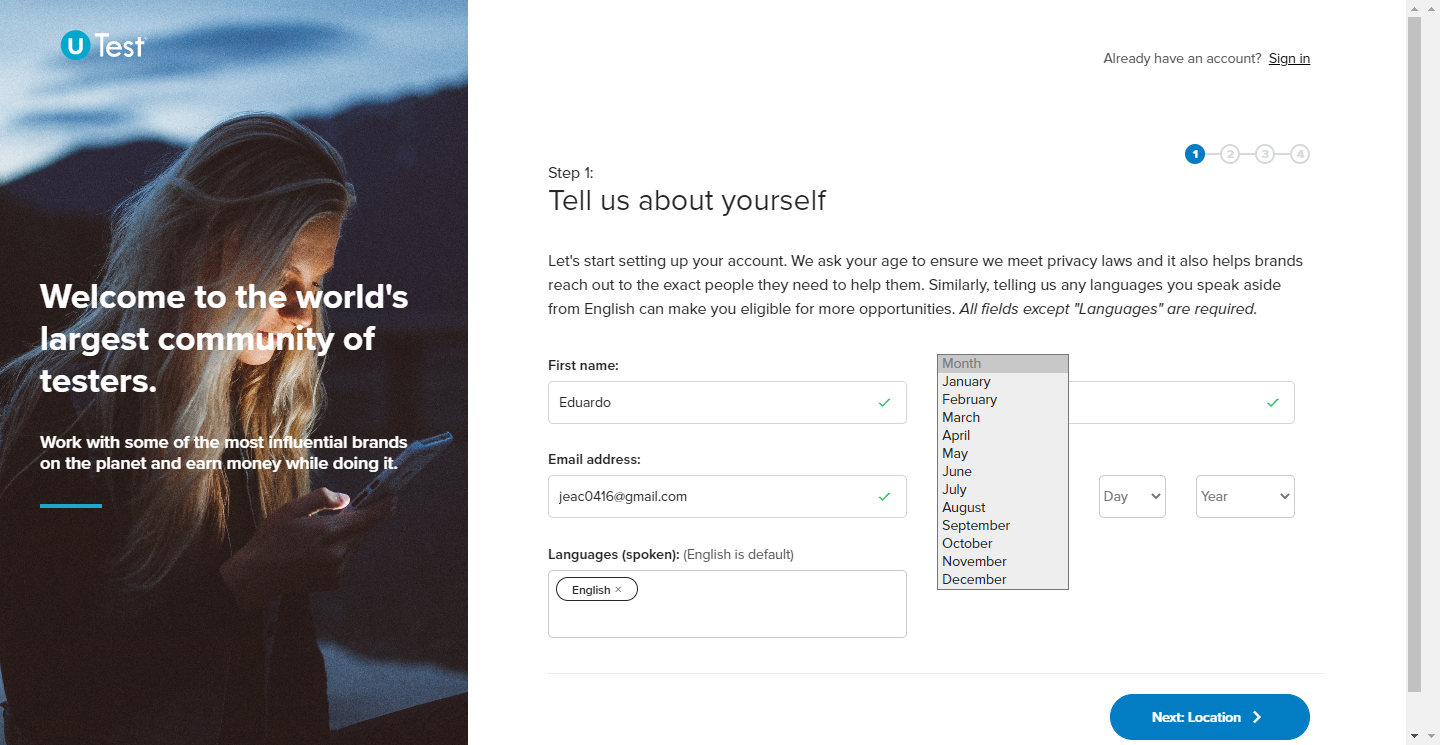 U Test
Welcome to the world's
largest community of
testers.
Work with some of the most influential brands
on the planet and earn money while doing it.
Already have an account? Sign in
1 2 3 4
Step 1:
Tell us about yourself
Let's start setting up your account. We ask your age to ensure we meet privacy laws and it also helps brands
reach out to the exact people they need to help them. Similarly, telling us any languages you speak aside
from English can make you eligible for more opportunities. All fields except "Languages" are required.
First name:
Eduardo
Email address:
jeac0416@gmail.com
Languages (spoken): (English is default)
English ×
Month
January
February
March
April
May
June
July
August
September
October
November
December
Day
Year
Next: Location